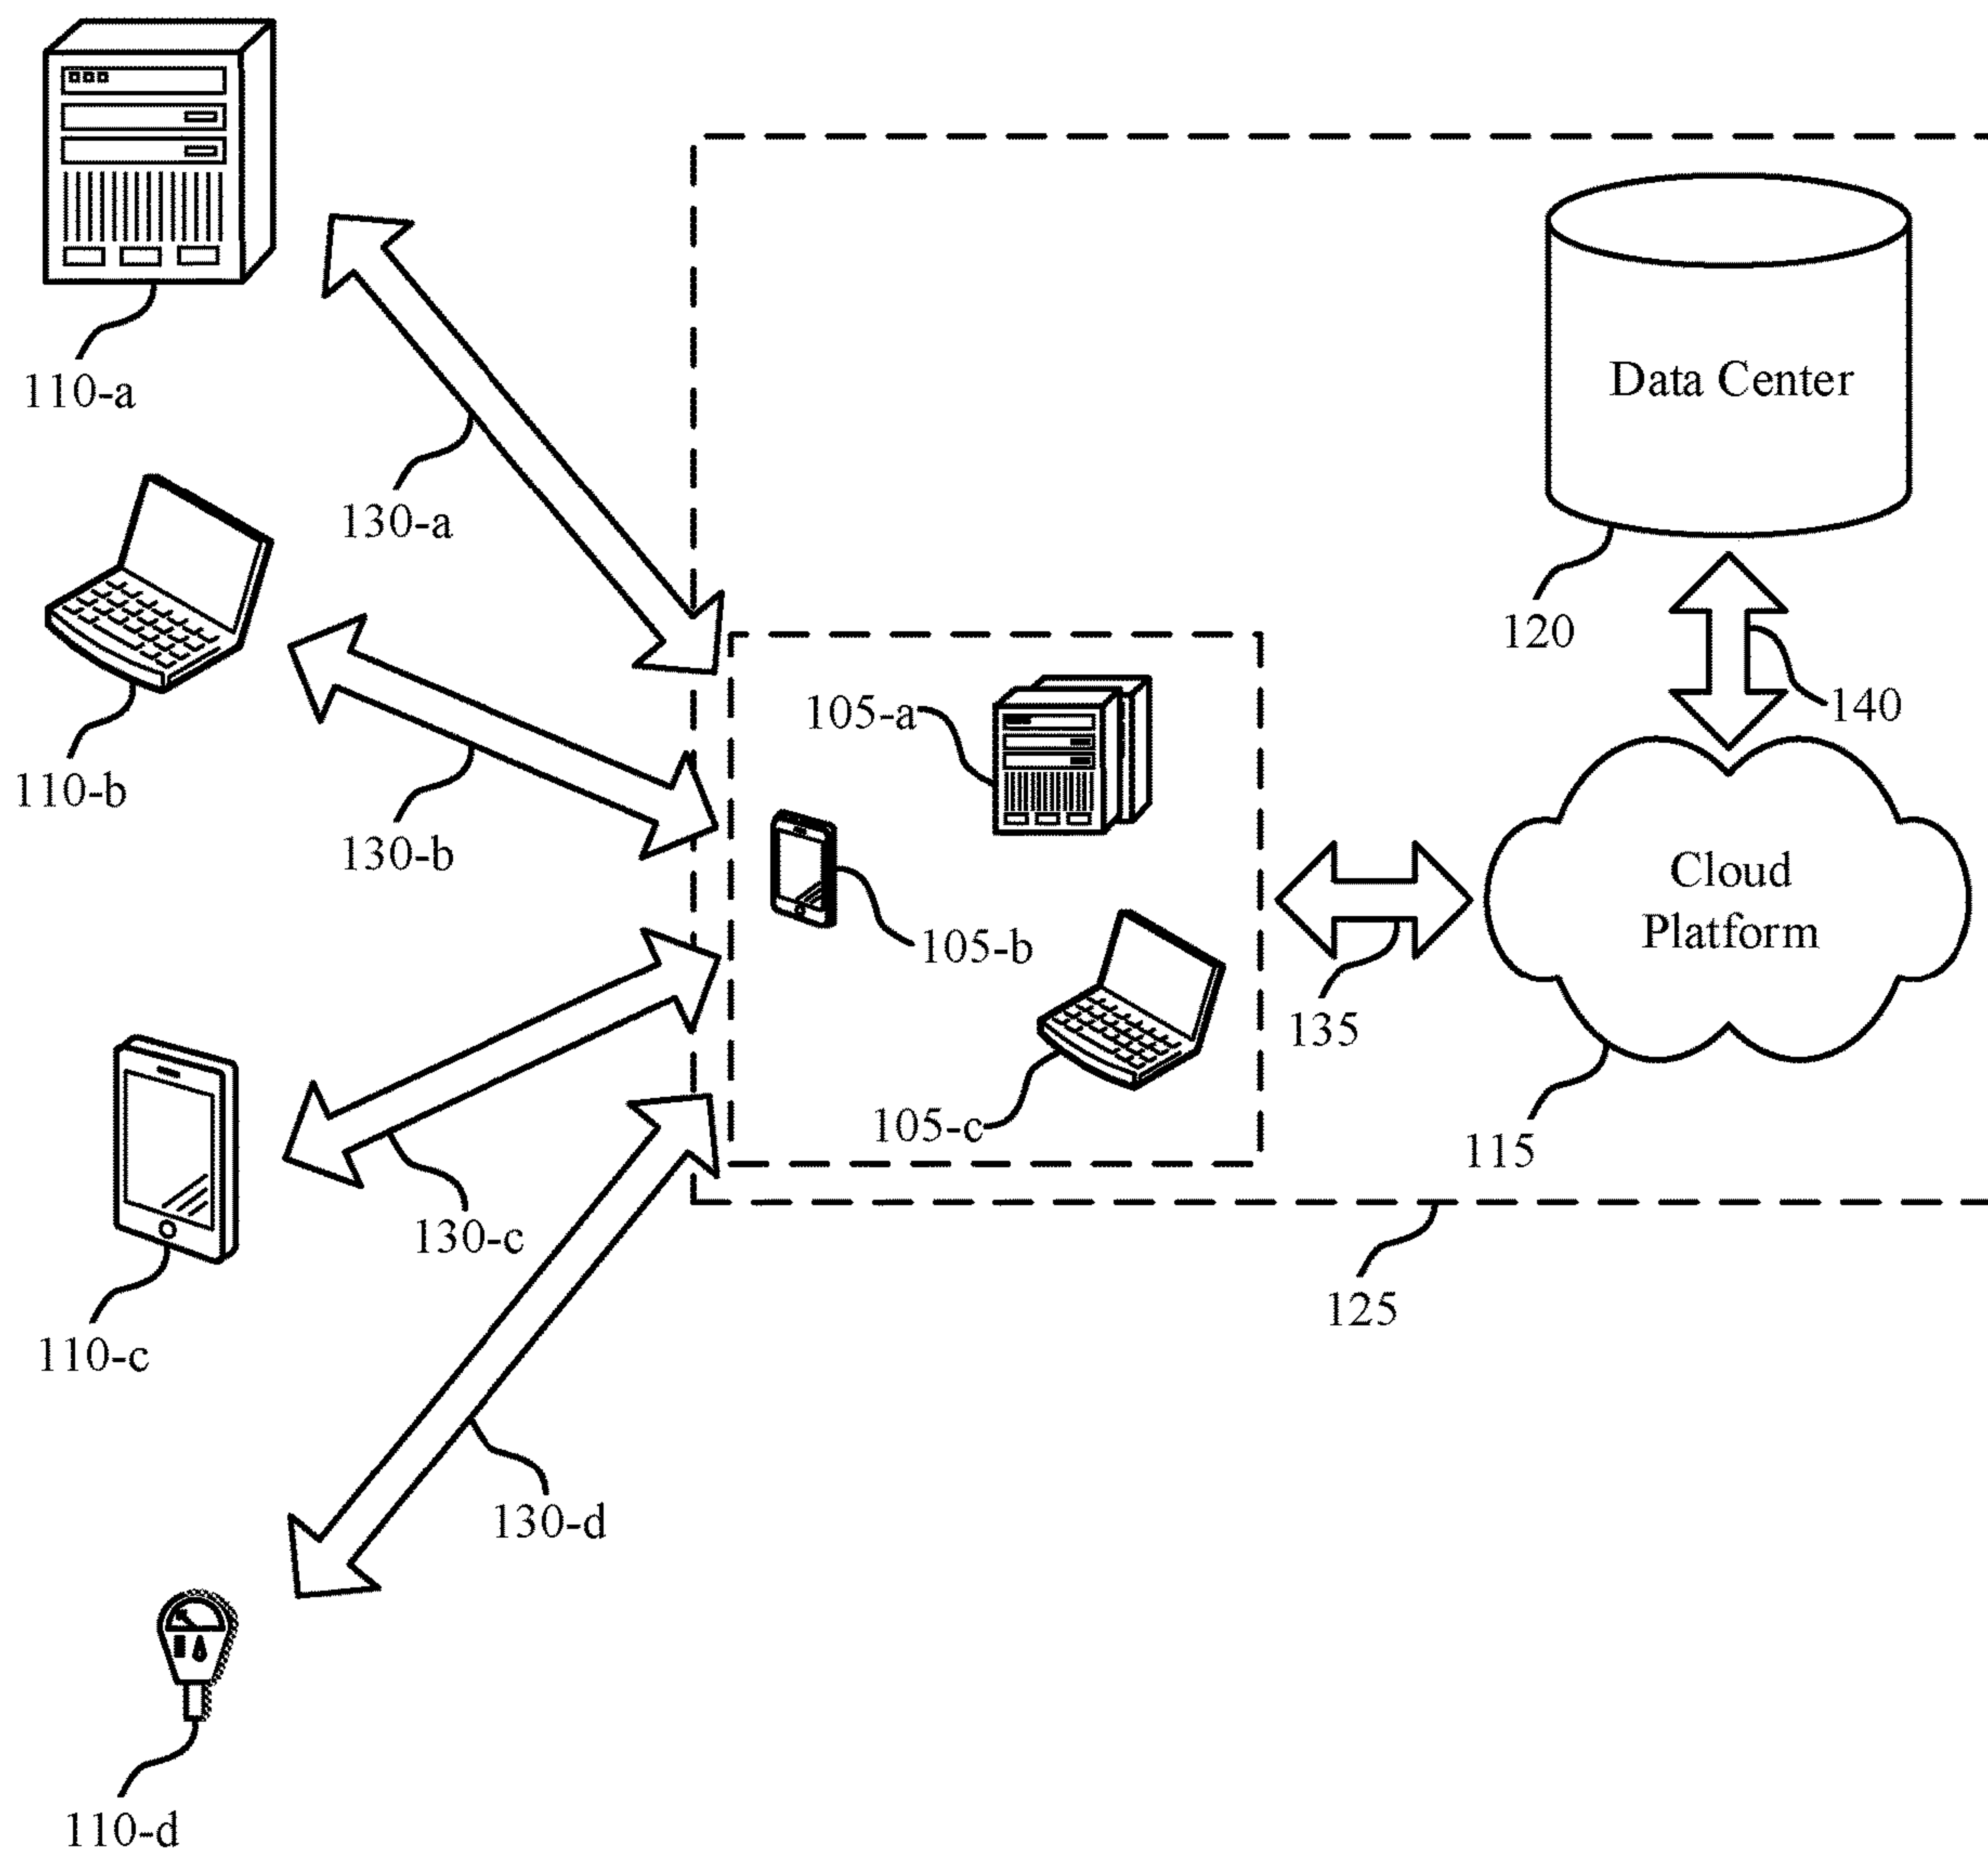 110-a
130-a
Data Center
120
140
110-b
130-b
105-a
105-b
Cloud
Platform
135
105-c
115
130-c
125
110-c
130-d
110-d